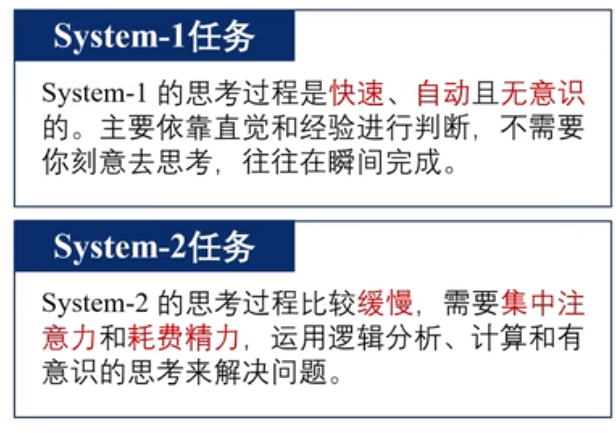 System-1任务
System-1 的思考过程是快速、自动且无意识
的。主要依靠直觉和经验进行判断，不需要
你刻意去思考，往往在瞬间完成。
System-2任务
System-2 的思考过程比较缓慢，需要集中注
意力和耗费精力，运用逻辑分析、计算和有
意识的思考来解决问题。